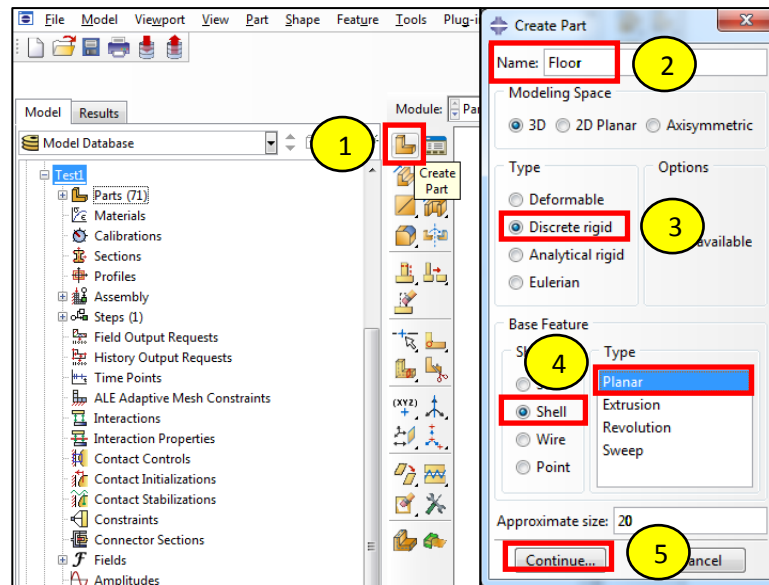 File Model Viewport View Part Shape Feature Tools Plug-i
Model Results
Module: Par
Model Database
1
Create
Part
Test1
Parts (71)
Materials
Calibrations
Sections
Profiles
Assembly
Steps (1)
Field Output Requests
History Output Requests
Time Points
ALE Adaptive Mesh Constraints
Interactions
Interaction Properties
Contact Controls
Contact Initializations
Contact Stabilizations
Constraints
Connector Sections
Fields
Amplitudes
(XYZ)
Create Part
Name: Floor
2
Modeling Space
3D 2D Planar Axisymmetric
Type Options
Deformable
Discrete rigid
3
available
Analytical rigid
Eulerian
Base Feature
4
Type
Planar
Shell
Extrusion
Wire
Revolution
Point
Sweep
Approximate size: 20
Continue...
5
ancel